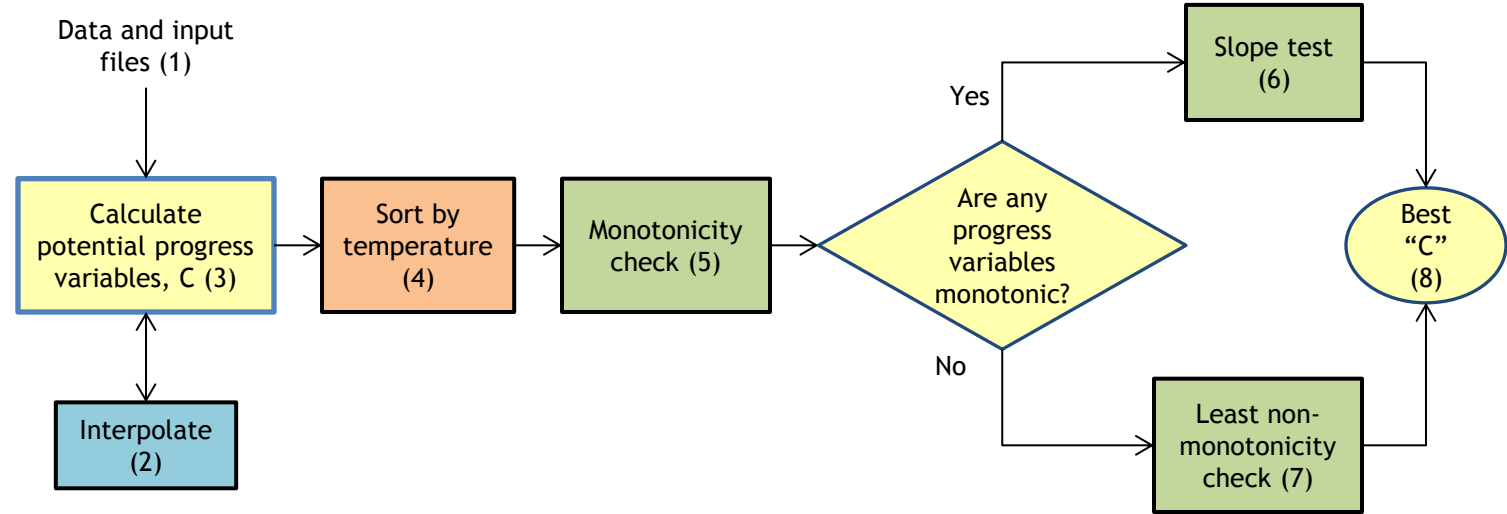 Data and input
files (1)
Calculate
potential progress
variables, C (3)
Interpolate
(2)
Sort by
temperature
(4)
Monotonicity
check (5)
Are any
progress
variables
monotonic?
Yes
No
Slope test
(6)
Least non-
monotonicity
check (7)
Best
“C”
(8)